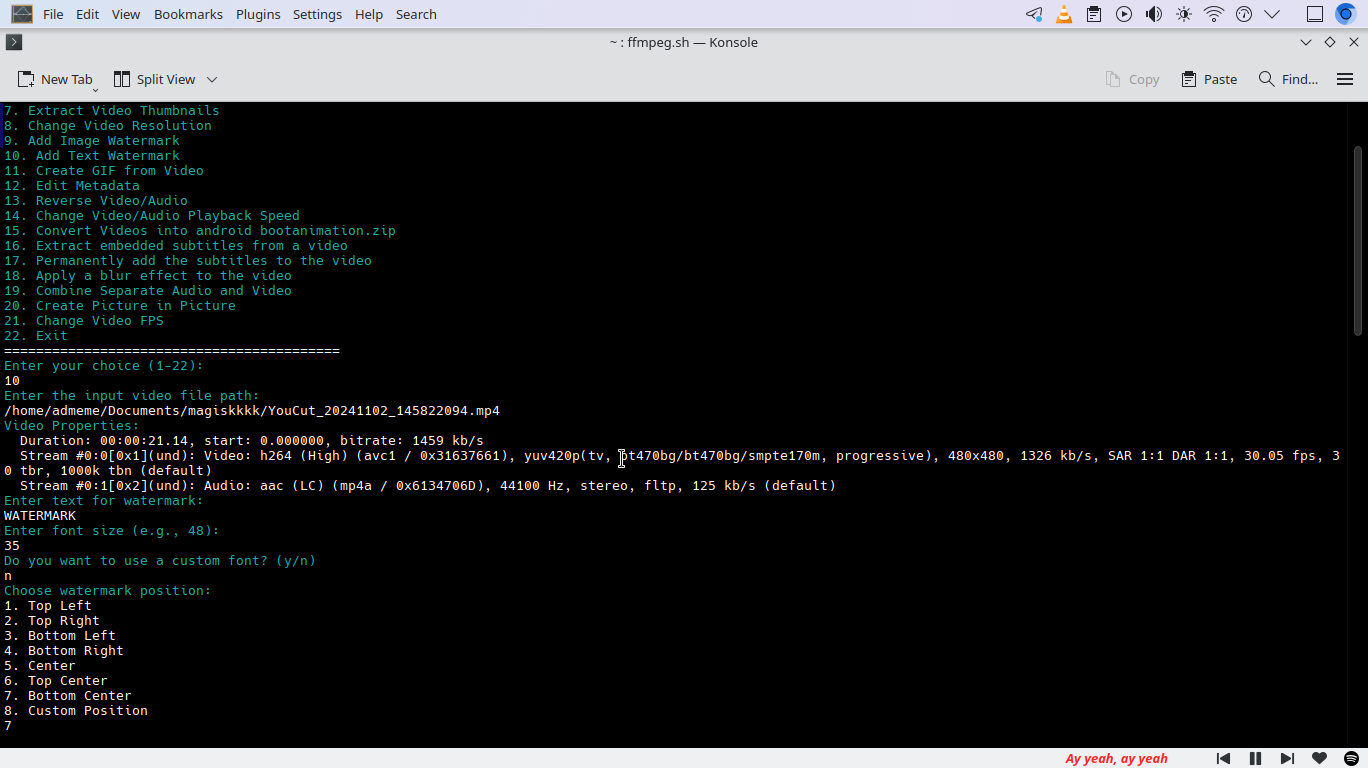 File Edit View Bookmarks Plugins Settings Help Search
~ : ffmpeg.sh — Konsole
New Tab Split View Copy Paste Find...
7. Extract Video Thumbnails
8. Change Video Resolution
9. Add Image Watermark
10. Add Text Watermark
11. Create GIF from Video
12. Edit Metadata
13. Reverse Video/Audio
14. Change Video/Audio Playback Speed
15. Convert Videos into android bootanimation.zip
16. Extract embedded subtitles from a video
17. Permanently add the subtitles to the video
18. Apply a blur effect to the video
19. Combine Separate Audio and Video
20. Create Picture in Picture
21. Change Video FPS
22. Exit
==========================================
Enter your choice (1-22):
10
Enter the input video file path:
/home/admeme/Documents/magiskkkk/YouCut_20241102_145822094.mp4
Video Properties:
Duration: 00:00:21.14, start: 0.000000, bitrate: 1459 kb/s
Stream #0:0[0x1](und): Video: h264 (High) (avc1 / 0x31637661), yuv420p(tv, bt470bg/bt470bg/smpte170m, progressive), 480x480, 1326 kb/s, SAR 1:1 DAR 1:1, 30.05 fps, 3
0 tbr, 1000k tbn (default)
Stream #0:1[0x2](und): Audio: aac (LC) (mp4a / 0x6134706D), 44100 Hz, stereo, fltp, 125 kb/s (default)
Enter text for watermark:
WATERMARK
Enter font size (e.g., 48):
35
Do you want to use a custom font? (y/n)
n
Choose watermark position:
1. Top Left
2. Top Right
3. Bottom Left
4. Bottom Right
5. Center
6. Top Center
7. Bottom Center
8. Custom Position
7
Ay yeah, ay yeah